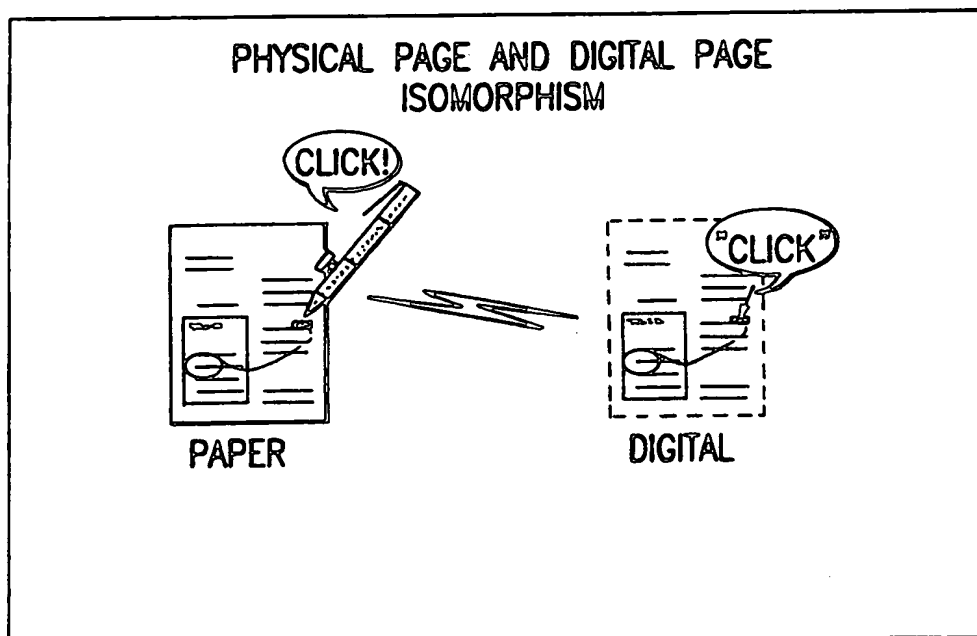 PHYSICAL PAGE AND DIGITAL PAGE
ISOMORPHISM
CLICK!
"CLICK"
PAPER
DIGITAL